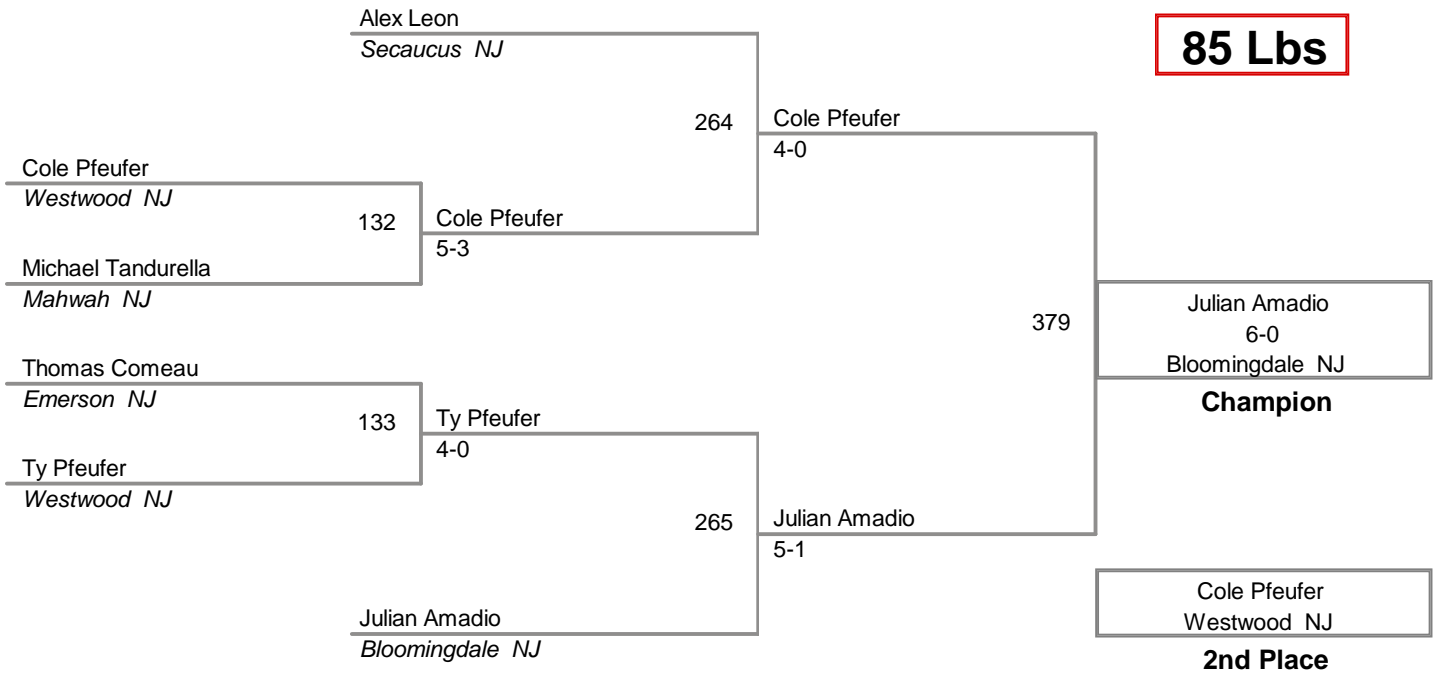 Alex Leon
Secaucus NJ
85 Lbs
264
Cole Pfeufer
4-0
Cole Pfeufer
Westwood NJ
132
Cole Pfeufer
5-3
Michael Tandurella
Mahwah NJ
379
Julian Amadio
6-0
Bloomingdale NJ
Champion
Thomas Comeau
Emerson NJ
133
Ty Pfeufer
4-0
Ty Pfeufer
Westwood NJ
265
Julian Amadio
5-1
Julian Amadio
Bloomingdale NJ
Cole Pfeufer
Westwood NJ
2nd Place